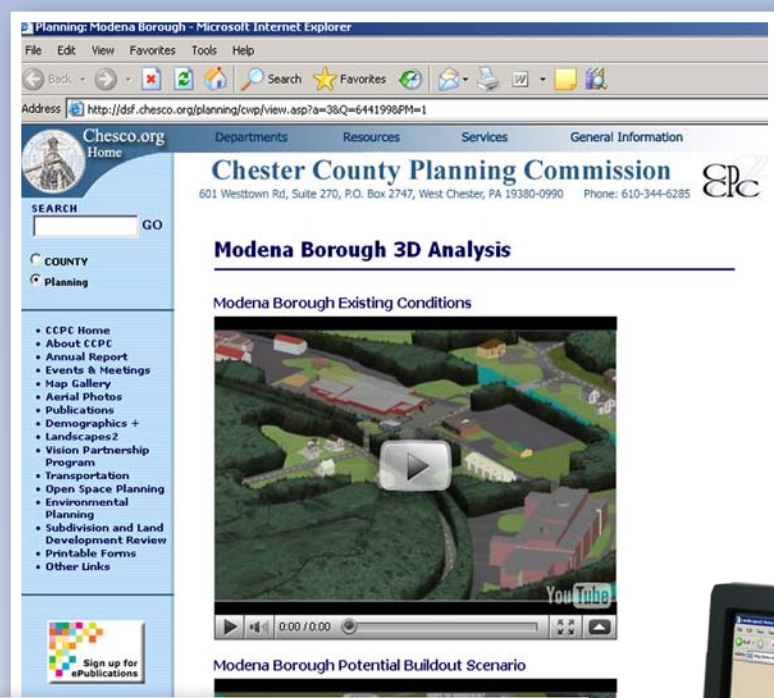 Planning: Modena Borough - Microsoft Internet Explorer
File Edit View Favorites Tools Help
Back Search Favorites
Address http://dsf.chesco.org/planning/cwp/view.asp?a=3&Q=644199&PM=1
Chesco.org
Home
Departments Resources Services General Information
Chester County Planning Commission
CCPC
601 Westtown Rd, Suite 270, P.O. Box 2747, West Chester, PA 19380-0990 Phone: 610-344-6285
SEARCH
GO
COUNTY
Planning
Modena Borough 3D Analysis
Modena Borough Existing Conditions
• CCPC Home
• About CCPC
• Annual Report
• Events & Meetings
• Map Gallery
• Aerial Photos
• Publications
• Demographics +
• Landscapes2
• Vision Partnership
Program
• Transportation
• Open Space Planning
• Environmental
Planning
• Subdivision and Land
Development Review
• Printable Forms
• Other Links
YouTube
0:00 / 0:00
Sign up for
ePublications
Modena Borough Potential Buildout Scenario